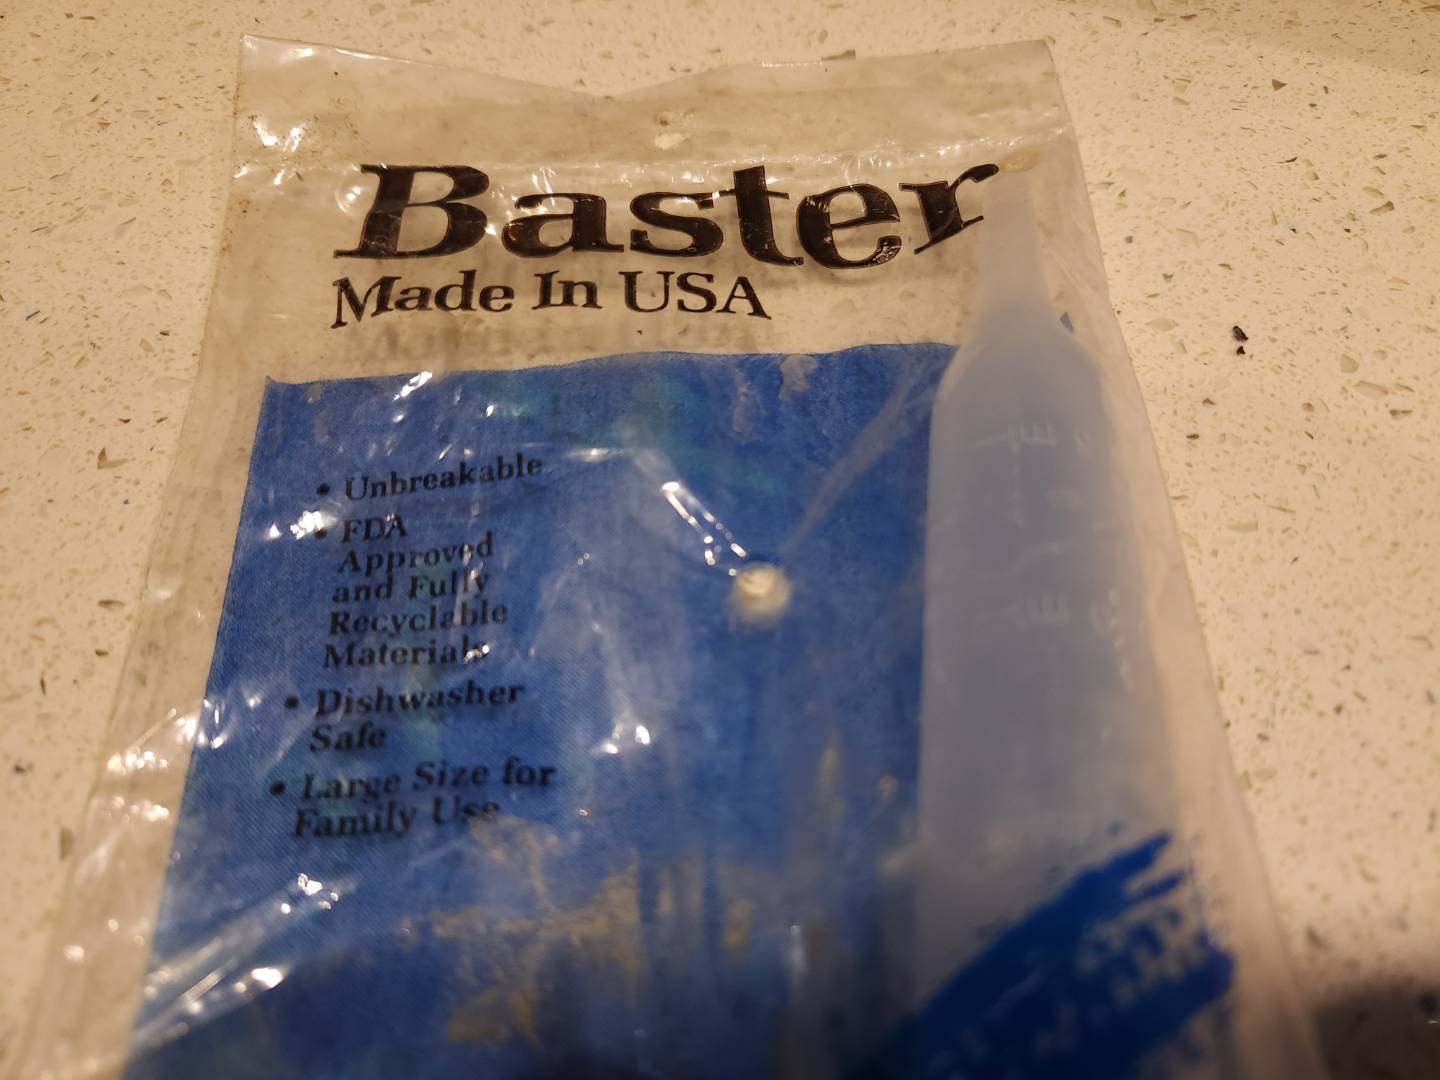 Baster
Made In USA
• Unbreakable
• FDA
Approved
and Fully
Recyclable
Materials
• Dishwasher
Safe
• Large Size for
Family Use